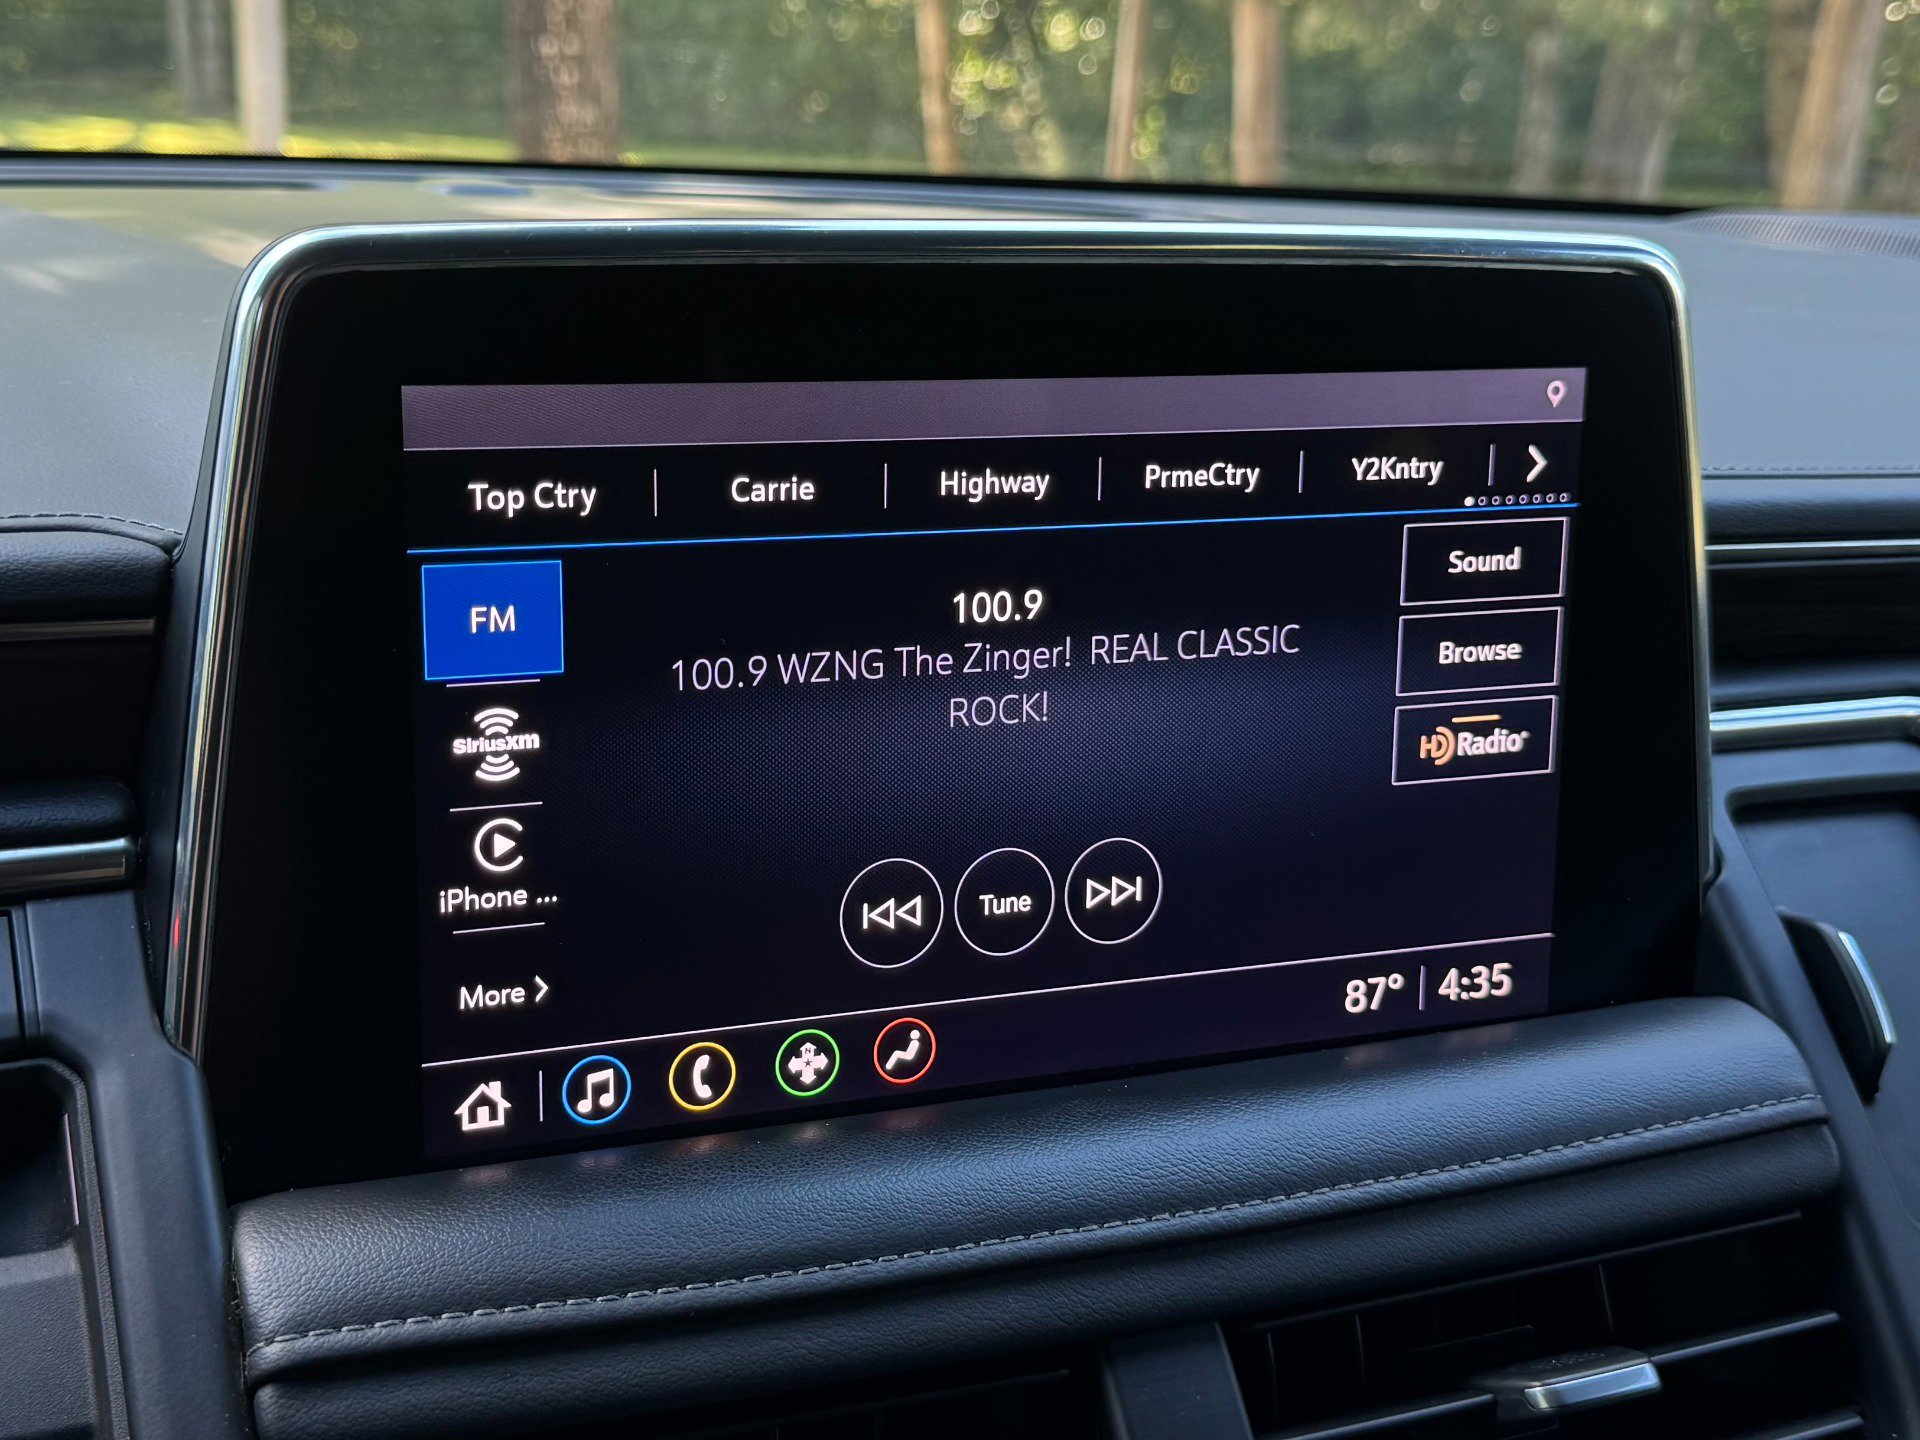 Top Ctry
Carrie
Highway
PrmeCtry
Y2Kntry
FM
100.9
100.9 WZNG The Zinger! REAL CLASSIC
ROCK!
Sound
Browse
HD Radio
SiriusXm
iPhone ...
More
Tune
87° 4:35
N